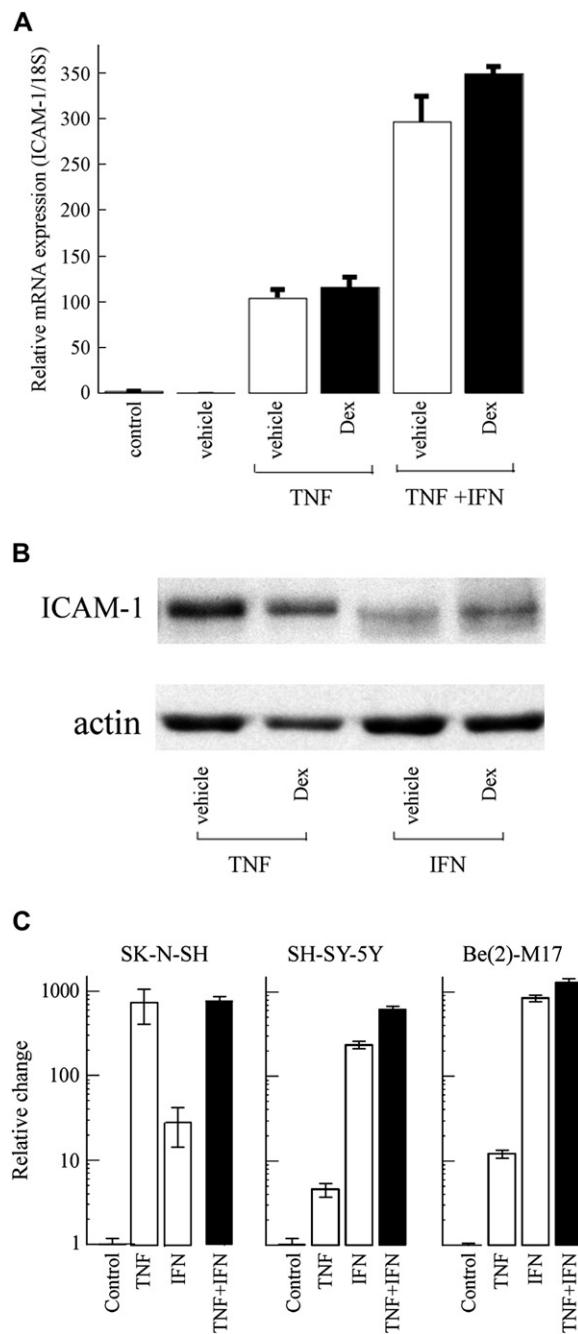 A
Relative mRNA expression (ICAM-1/18S)
350
300
250
200
150
100
50
0
control
vehicle
vehicle
Dex
vehicle
Dex
TNF
TNF +IFN
B
ICAM-1
actin
vehicle
Dex
vehicle
Dex
TNF
IFN
C
SK-N-SH
SH-SY-5Y
Be(2)-M17
Relative change
1000
100
10
1
Control
TNF
IFN
TNF+IFN
Control
TNF
IFN
TNF+IFN
Control
TNF
IFN
TNF+IFN